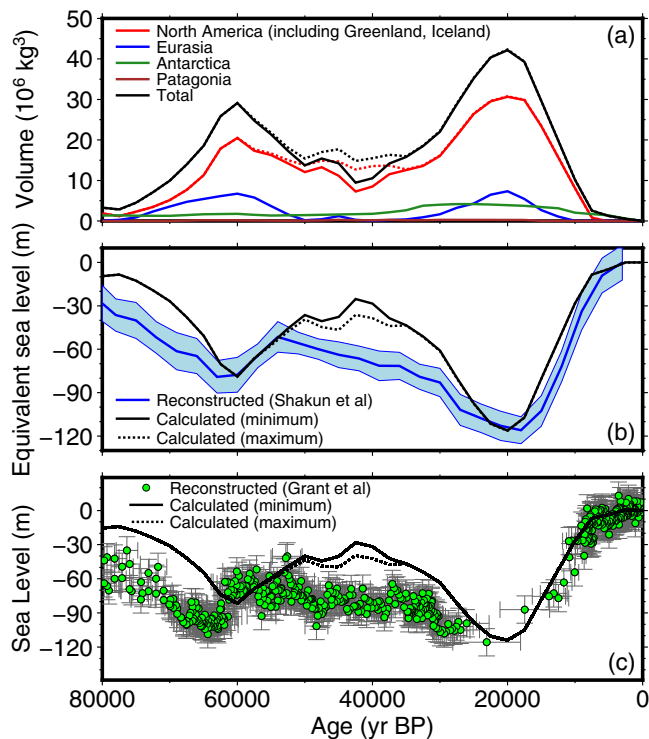 50
40
30
20
10
0
Volume (10⁶ kg³)
North America (including Greenland, Iceland)
Eurasia
Antarctica
Patagonia
Total
(a)
0
−30
−60
−90
−120
Equivalent sea level (m)
Reconstructed (Shakun et al)
Calculated (minimum)
Calculated (maximum)
(b)
0
−30
−60
−90
−120
Sea Level (m)
Reconstructed (Grant et al)
Calculated (minimum)
Calculated (maximum)
(c)
80000 60000 40000 20000 0
Age (yr BP)